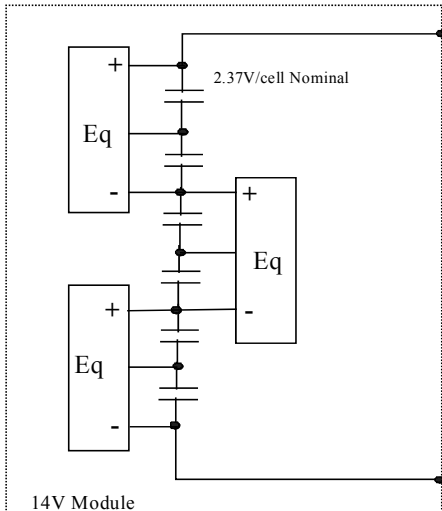 +
2.37V/cell Nominal
Eq
-
+
Eq
-
+
Eq
-
14V Module